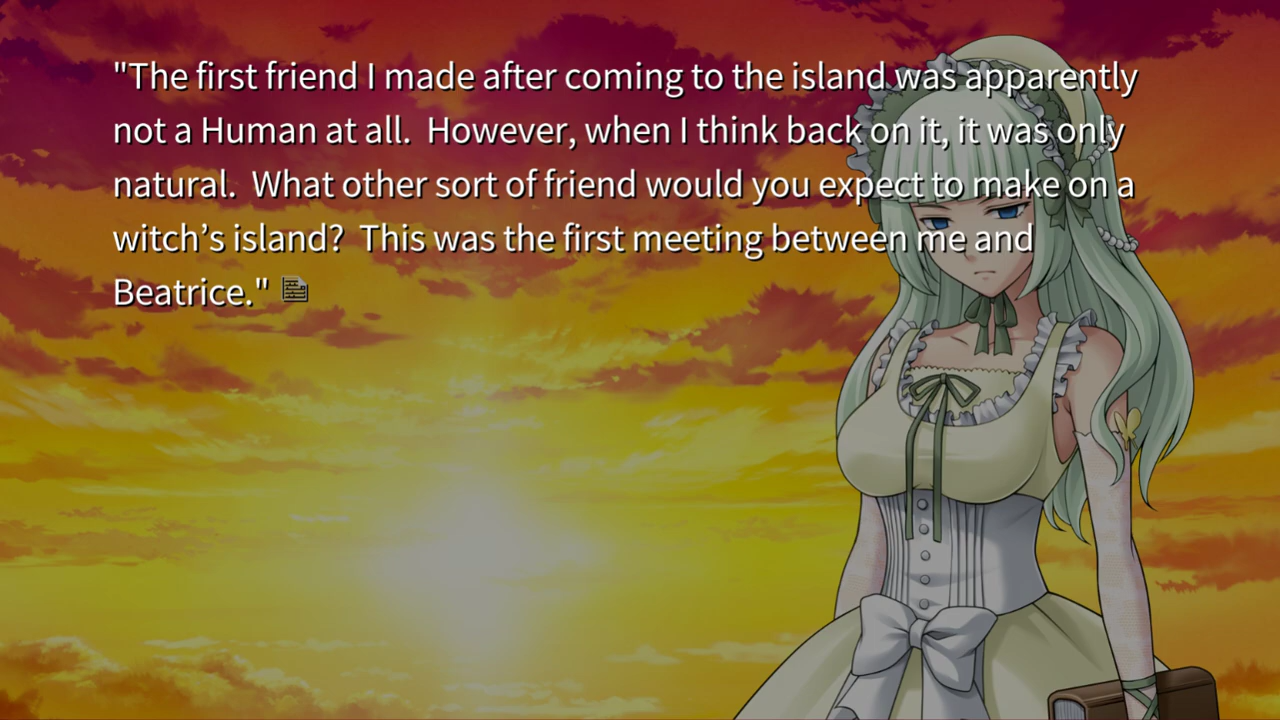 "The first friend I made after coming to the island was apparently
not a Human at all.  However, when I think back on it, it was only
natural.  What other sort of friend would you expect to make on a
witch’s island?  This was the first meeting between me and
Beatrice."